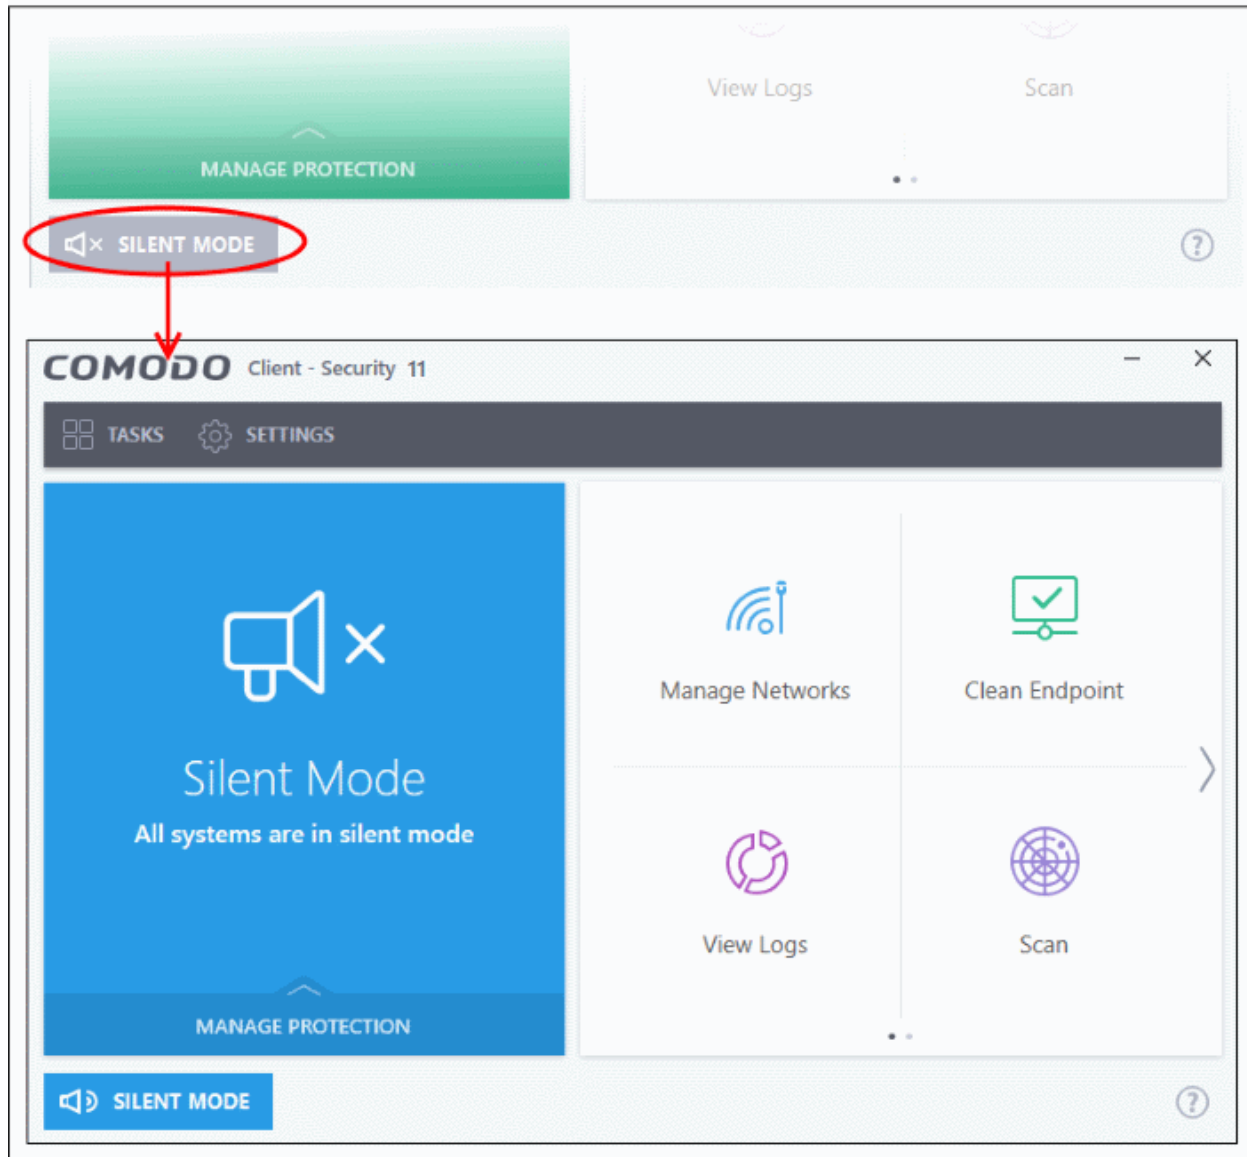 View Logs
Scan
MANAGE PROTECTION
SILENT MODE
?
COMODO Client - Security 11
TASKS SETTINGS
Manage Networks
Clean Endpoint
Silent Mode
All systems are in silent mode
View Logs
Scan
MANAGE PROTECTION
SILENT MODE
?